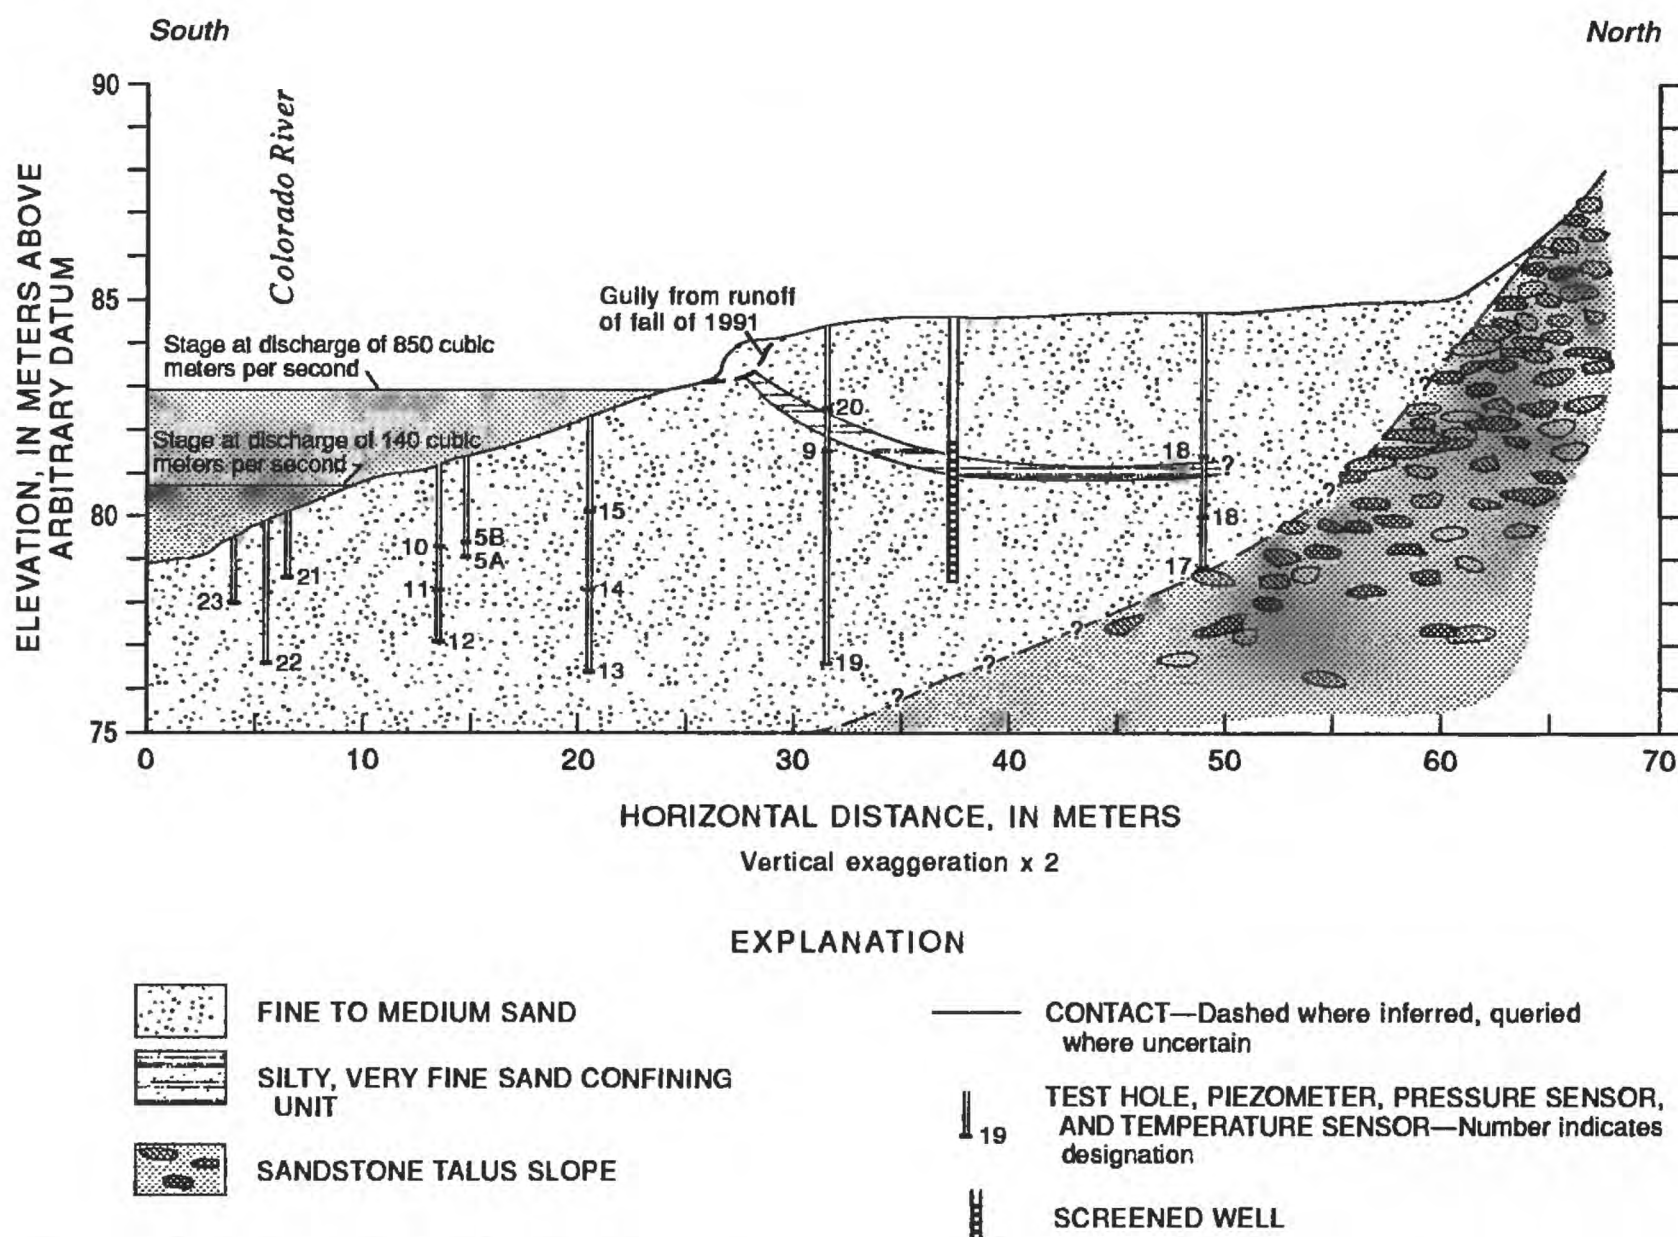 South
North
Colorado River
ELEVATION, IN METERS ABOVE
ARBITRARY DATUM
90
85
80
75
Gully from runoff
of fall of 1991
Stage at discharge of 850 cubic
meters per second
Stage at discharge of 140 cubic
meters per second
20
9
18
?
?
?
15
18
10
5B
5A
17
21
11
14
23
12
?
22
13
19
?
?
0
10
20
30
40
50
60
70
HORIZONTAL DISTANCE, IN METERS
Vertical exaggeration x 2
EXPLANATION
FINE TO MEDIUM SAND
SILTY, VERY FINE SAND CONFINING
UNIT
SANDSTONE TALUS SLOPE
CONTACT—Dashed where inferred, queried
where uncertain
19
TEST HOLE, PIEZOMETER, PRESSURE SENSOR,
AND TEMPERATURE SENSOR—Number indicates
designation
SCREENED WELL